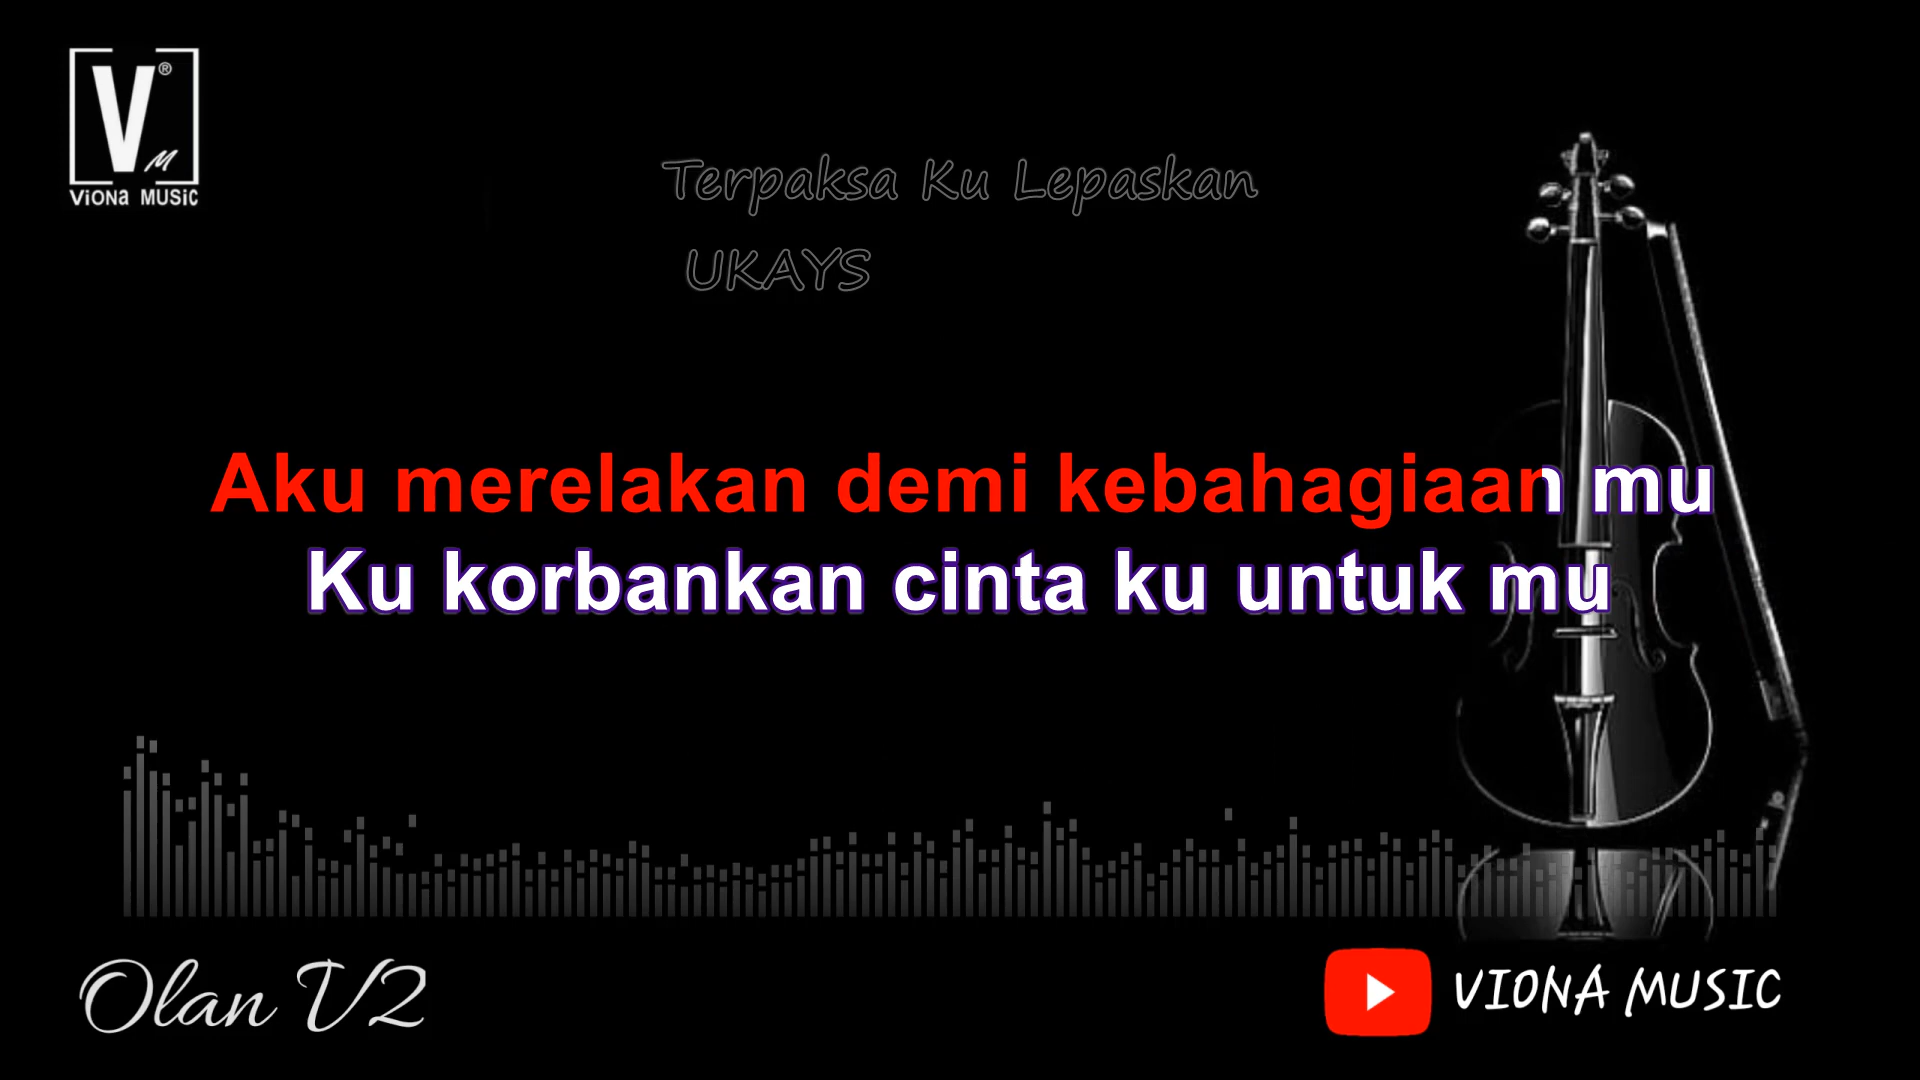 V®
M
ViONa MUSiC
Terpaksa Ku Lepaskan
UKAYS
Aku merelakan demi kebahagiaan mu
Ku korbankan cinta ku untuk mu
Olan V2
VIONA MUSIC